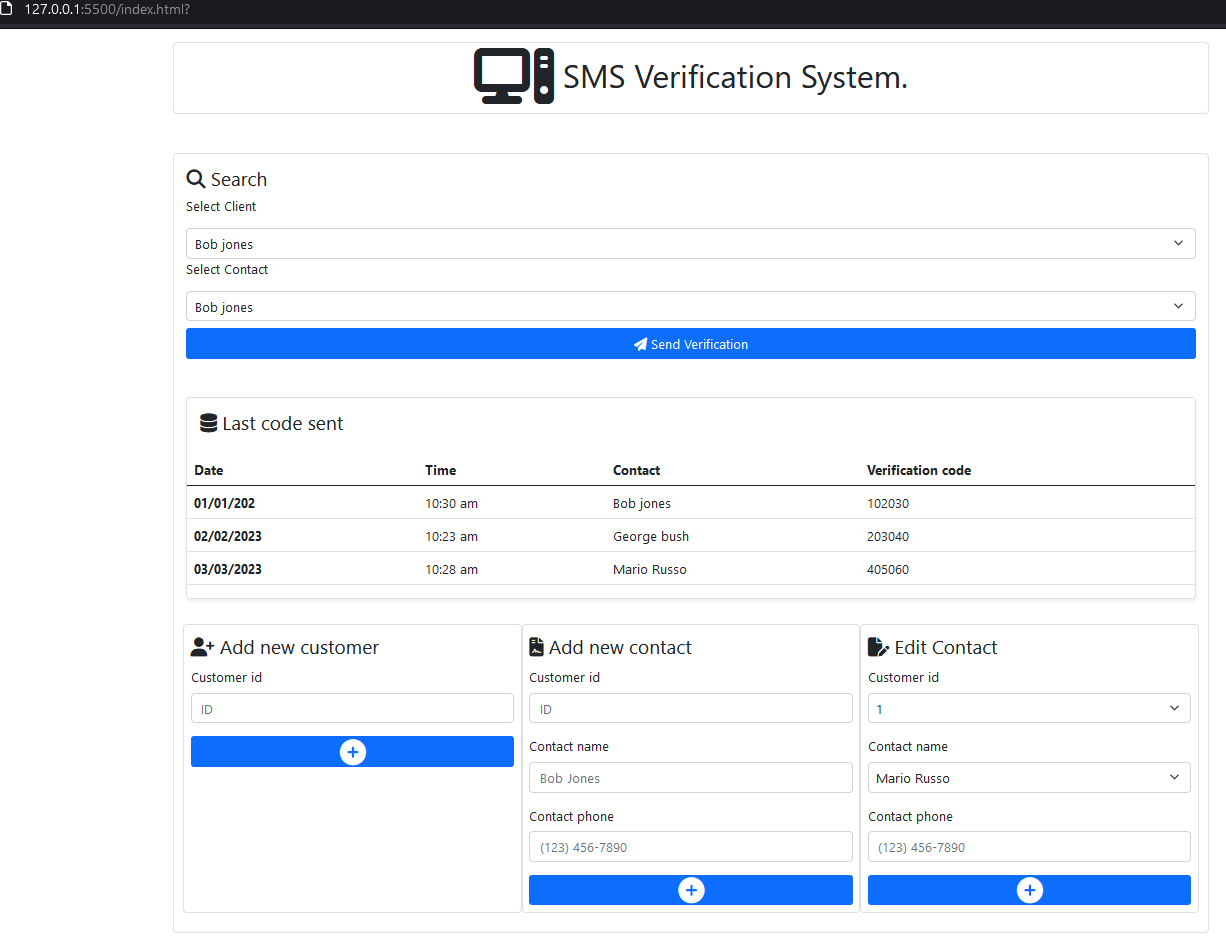 127.0.0.1:5500/index.html?
SMS Verification System.
Search
Select Client
Bob jones
Select Contact
Bob jones
Send Verification
Last code sent
Date Time Contact Verification code
01/01/202 10:30 am Bob jones 102030
02/02/2023 10:23 am George bush 203040
03/03/2023 10:28 am Mario Russo 405060
Add new customer
Customer id
ID
Add new contact
Customer id
ID
Contact name
Bob Jones
Contact phone
(123) 456-7890
Edit Contact
Customer id
1
Contact name
Mario Russo
Contact phone
(123) 456-7890